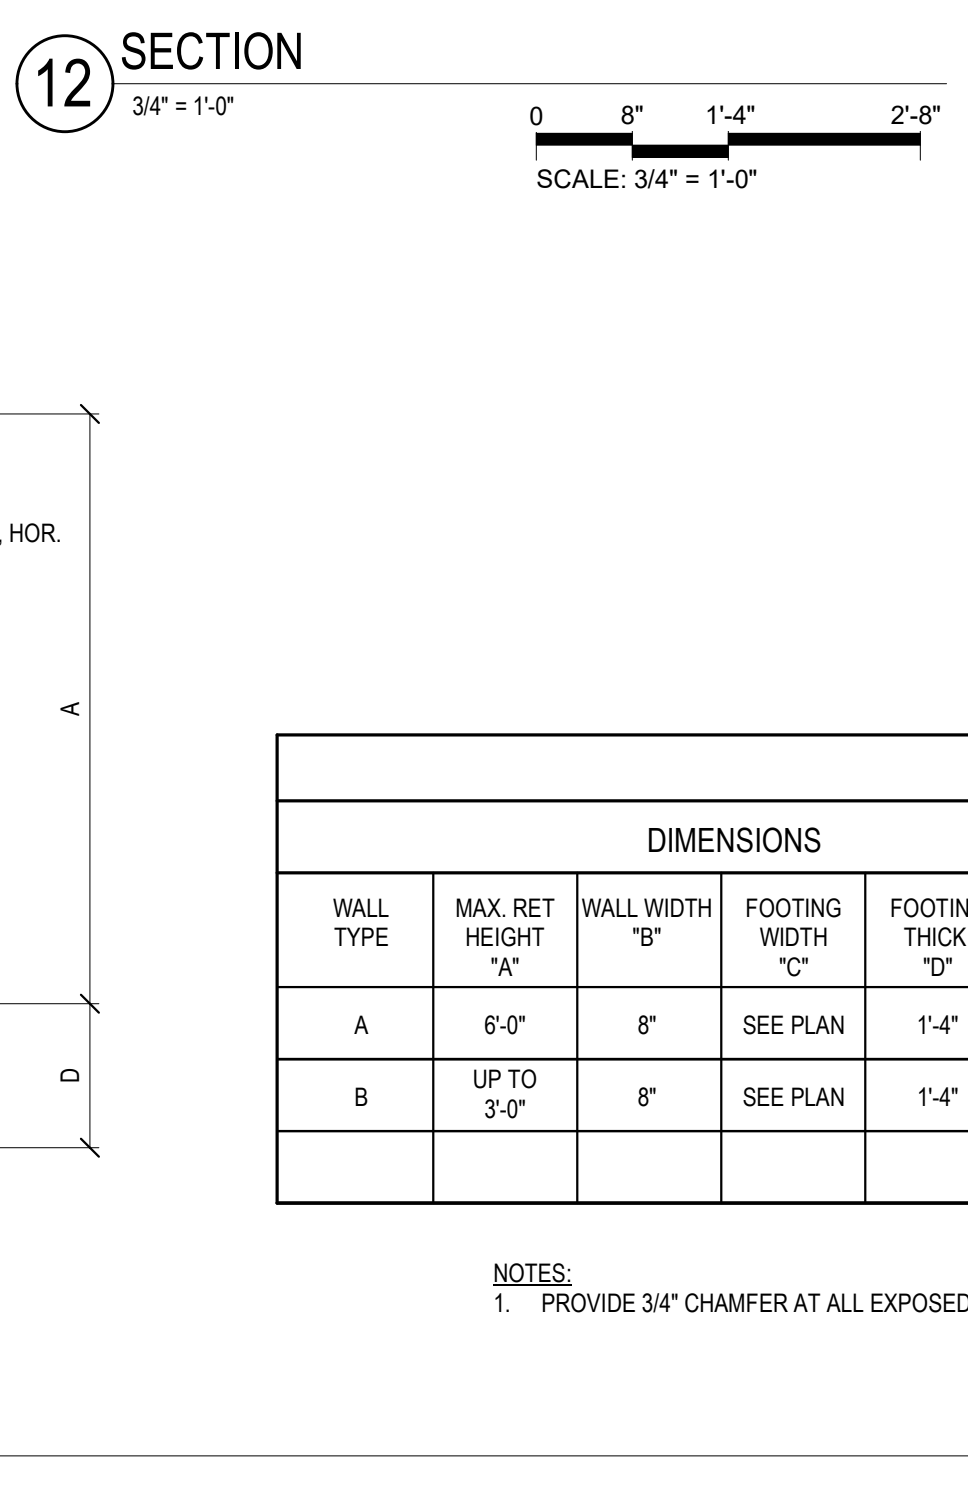 12 SECTION
3/4" = 1'-0"
0 8" 1'-4" 2'-8"
SCALE: 3/4" = 1'-0"
, HOR.
A
D
DIMENSIONS
WALL TYPE
MAX. RET HEIGHT "A"
WALL WIDTH "B"
FOOTING WIDTH "C"
FOOTIN THICK "D"
A 6'-0" 8" SEE PLAN 1'-4"
B UP TO 3'-0" 8" SEE PLAN 1'-4"
NOTES:
1. PROVIDE 3/4" CHAMFER AT ALL EXPOSED